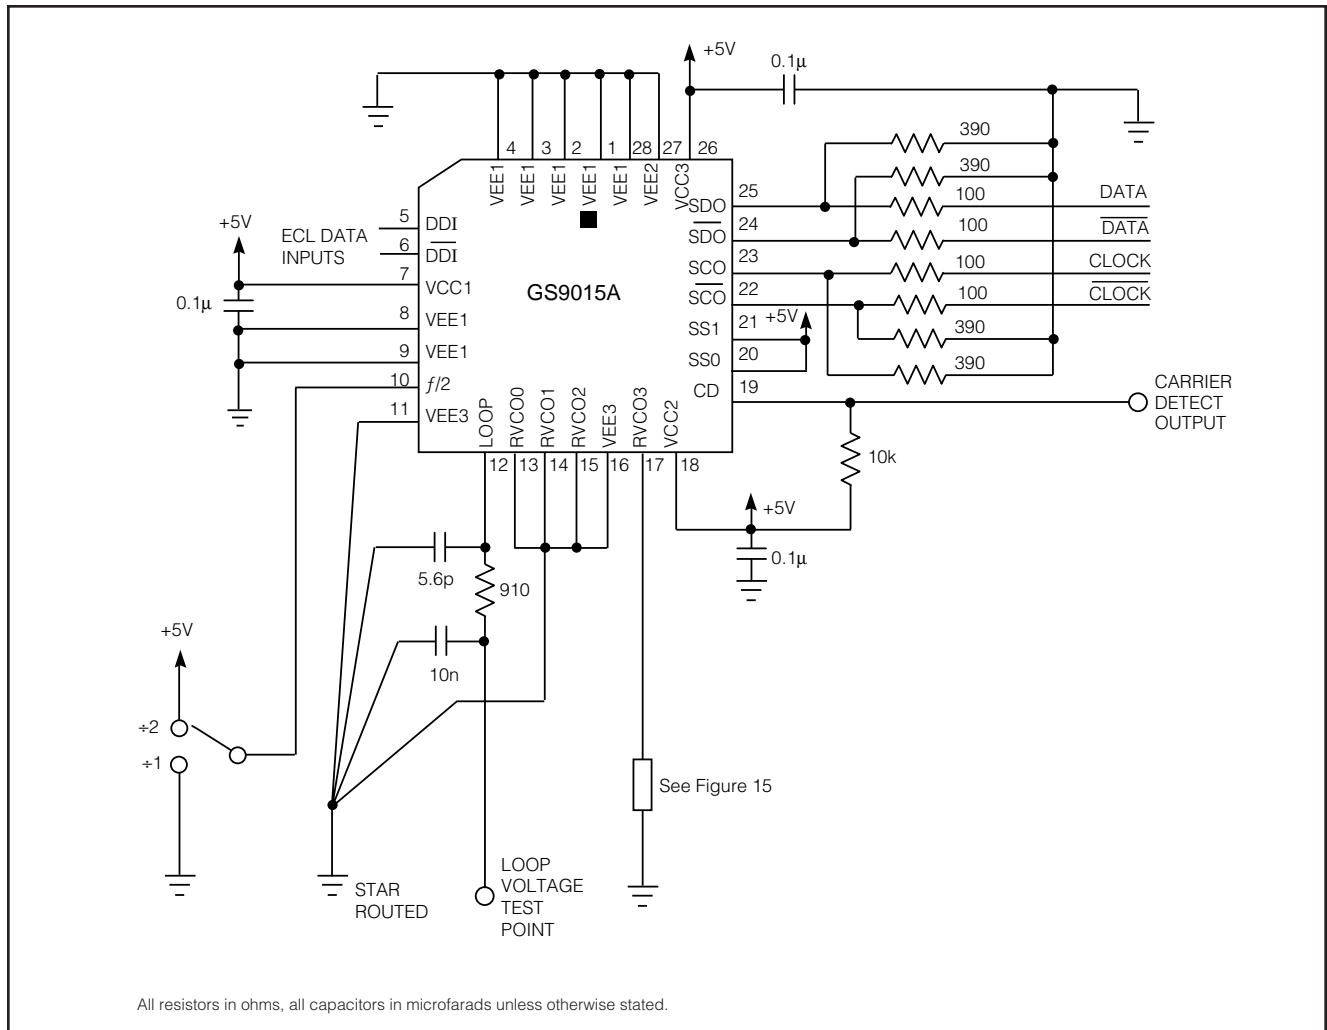 +5V
0.1µ
4 3 2 1 28 27 26
VEE1 VEE1 VEE1 VEE1 VEE1 VEE2 VCC3
390
390
100
DATA
100
DATA
100
CLOCK
100
CLOCK
390
390
25
SDO
24
SDO
23
SCO
22
SCO
21
SS1
+5V
20
SS0
19
CD
CARRIER
DETECT
OUTPUT
GS9015A
+5V
0.1µ
ECL DATA
INPUTS
5 DDI
6 DDI
7 VCC1
8 VEE1
9 VEE1
10 ƒ/2
11 VEE3
LOOP RVCO0 RVCO1 RVCO2 VEE3 RVCO3 VCC2
12 13 14 15 16 17 18
10k
+5V
0.1µ
5.6p
910
10n
+5V
÷2
÷1
See Figure 15
STAR
ROUTED
LOOP
VOLTAGE
TEST
POINT
All resistors in ohms, all capacitors in microfarads unless otherwise stated.